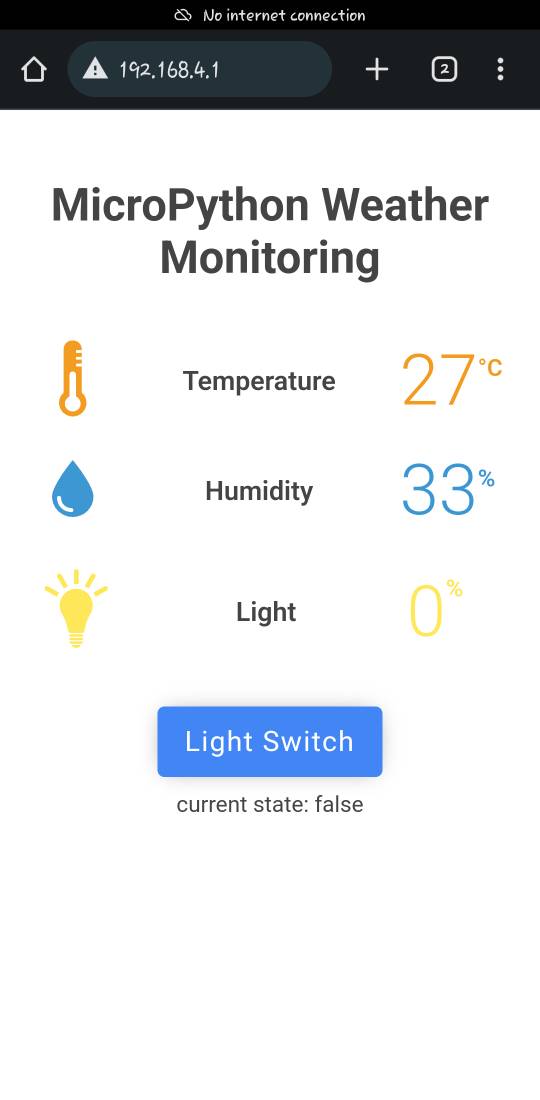 No internet connection
192.168.4.1
2
MicroPython Weather
Monitoring
Temperature 27°C
Humidity 33%
Light 0%
Light Switch
current state: false